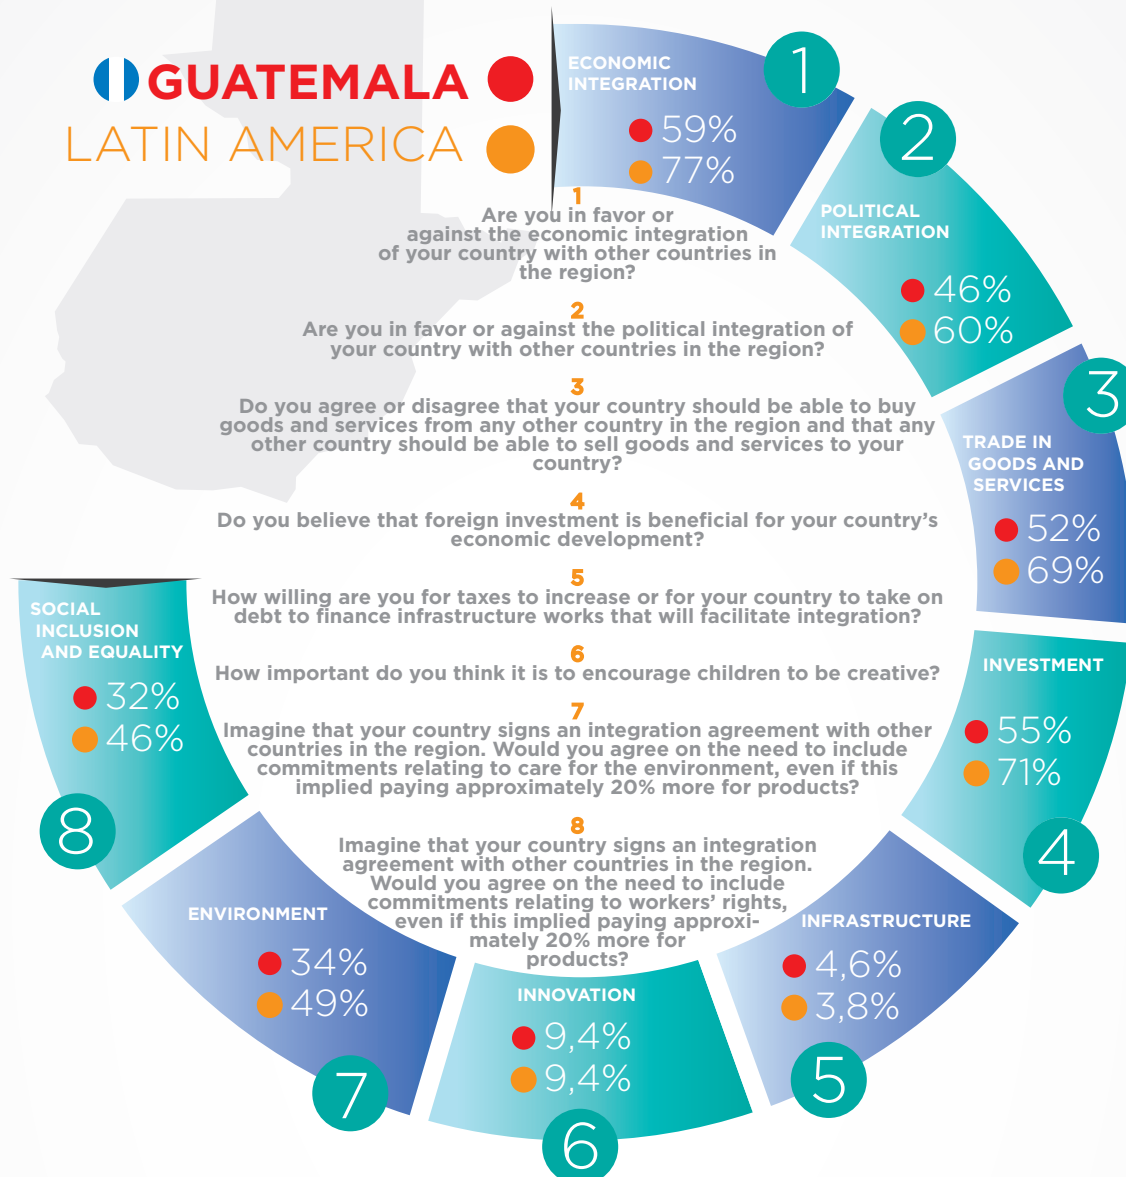 GUATEMALA
LATIN AMERICA
ECONOMIC
INTEGRATION
59%
77%
1
POLITICAL
INTEGRATION
46%
60%
2
TRADE IN
GOODS AND
SERVICES
52%
69%
3
INVESTMENT
55%
71%
4
INFRASTRUCTURE
4,6%
3,8%
5
INNOVATION
9,4%
9,4%
6
ENVIRONMENT
34%
49%
7
SOCIAL
INCLUSION
AND EQUALITY
32%
46%
8
1
Are you in favor or
against the economic integration
of your country with other countries in
the region?
2
Are you in favor or against the political integration of
your country with other countries in the region?
3
Do you agree or disagree that your country should be able to buy
goods and services from any other country in the region and that any
other country should be able to sell goods and services to your
country?
4
Do you believe that foreign investment is beneficial for your country's
economic development?
5
How willing are you for taxes to increase or for your country to take on
debt to finance infrastructure works that will facilitate integration?
6
How important do you think it is to encourage children to be creative?
7
Imagine that your country signs an integration agreement with other
countries in the region. Would you agree on the need to include
commitments relating to care for the environment, even if this
implied paying approximately 20% more for products?
8
Imagine that your country signs an integration
agreement with other countries in the region.
Would you agree on the need to include
commitments relating to workers' rights,
even if this implied paying approxi-
mately 20% more for
products?